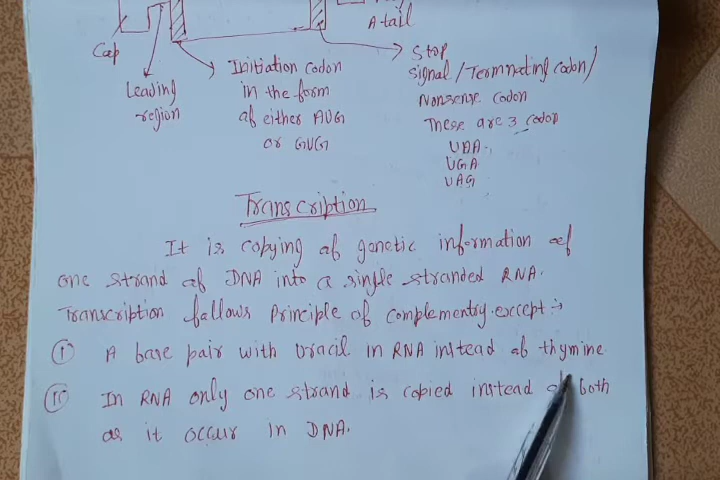 A-tail
Cap
Leading
region
Initiation codon
in the form
of either AUG
or GUG
Stop
Signal/Termnating codon/
Nonsense codon
These are 3 codon
UAA
UGA
UAG
Transcription
It is copying of genetic information of
one strand of DNA into a single stranded RNA.
Transcription follows Principle of complementry.except:→
(i) A base pair with Uracil in RNA instead of thymine
(ii) In RNA only one strand is copied instead of both
as it occur in DNA.